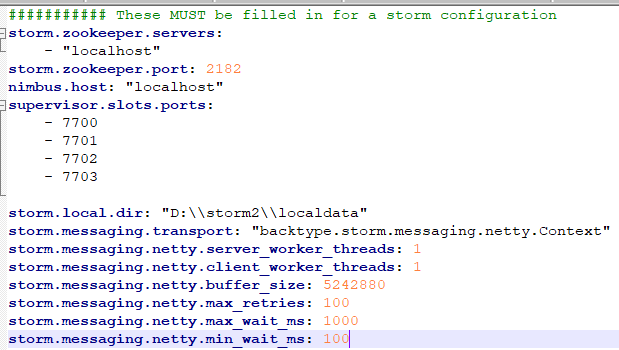 ########### These MUST be filled in for a storm configuration
storm.zookeeper.servers:
    - "localhost"
storm.zookeeper.port: 2182
nimbus.host: "localhost"
supervisor.slots.ports:
    - 7700
    - 7701
    - 7702
    - 7703

storm.local.dir: "D:\\storm2\\localdata"
storm.messaging.transport: "backtype.storm.messaging.netty.Context"
storm.messaging.netty.server_worker_threads: 1
storm.messaging.netty.client_worker_threads: 1
storm.messaging.netty.buffer_size: 5242880
storm.messaging.netty.max_retries: 100
storm.messaging.netty.max_wait_ms: 1000
storm.messaging.netty.min_wait_ms: 100